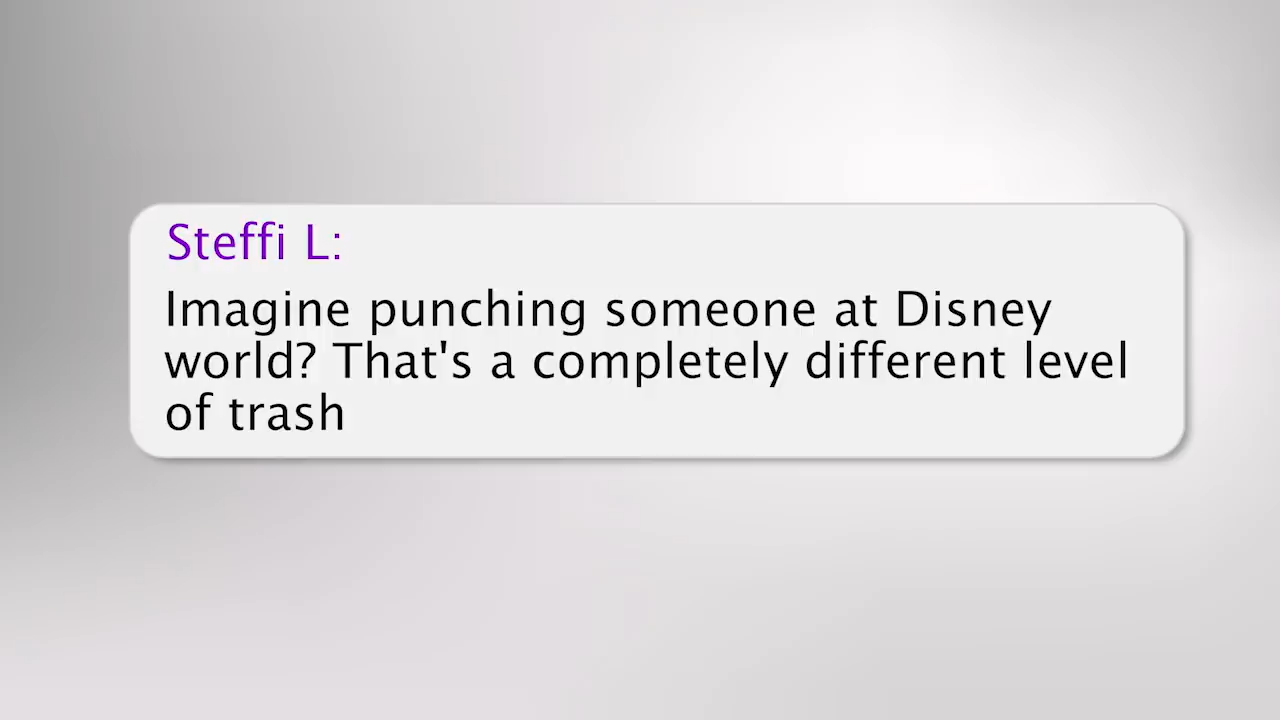 Steffi L:
Imagine punching someone at Disney
world? That's a completely different level
of trash